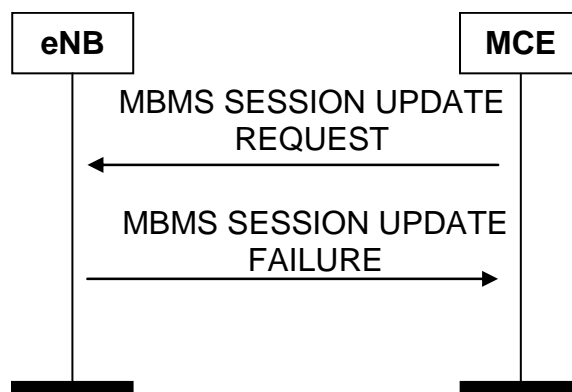 eNB
MCE
MBMS SESSION UPDATE
REQUEST
MBMS SESSION UPDATE
FAILURE